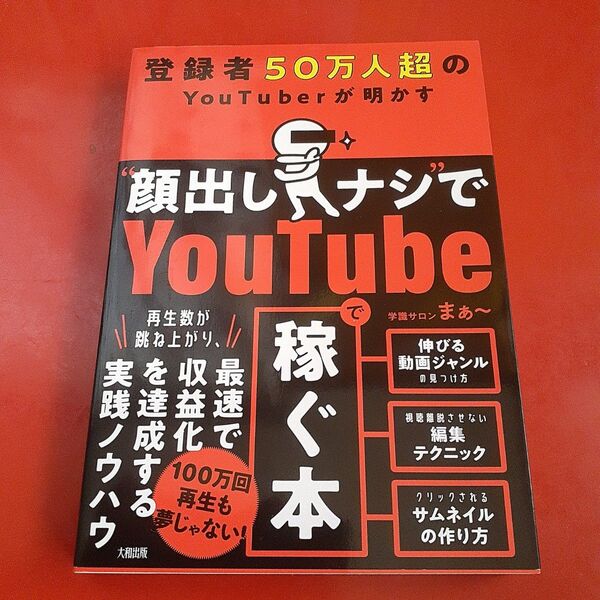 登録者50万人超の
YouTuberが明かす
“顔出しナシ”で
YouTube
で
稼ぐ本
学識サロン まぁ〜
再生数が
跳ね上がり、
最速で
収益化
を達成する
実践ノウハウ
100万回
再生も
夢じゃない!
伸びる
動画ジャンル
の見つけ方
視聴離脱させない
編集
テクニック
クリックされる
サムネイル
の作り方
大和出版